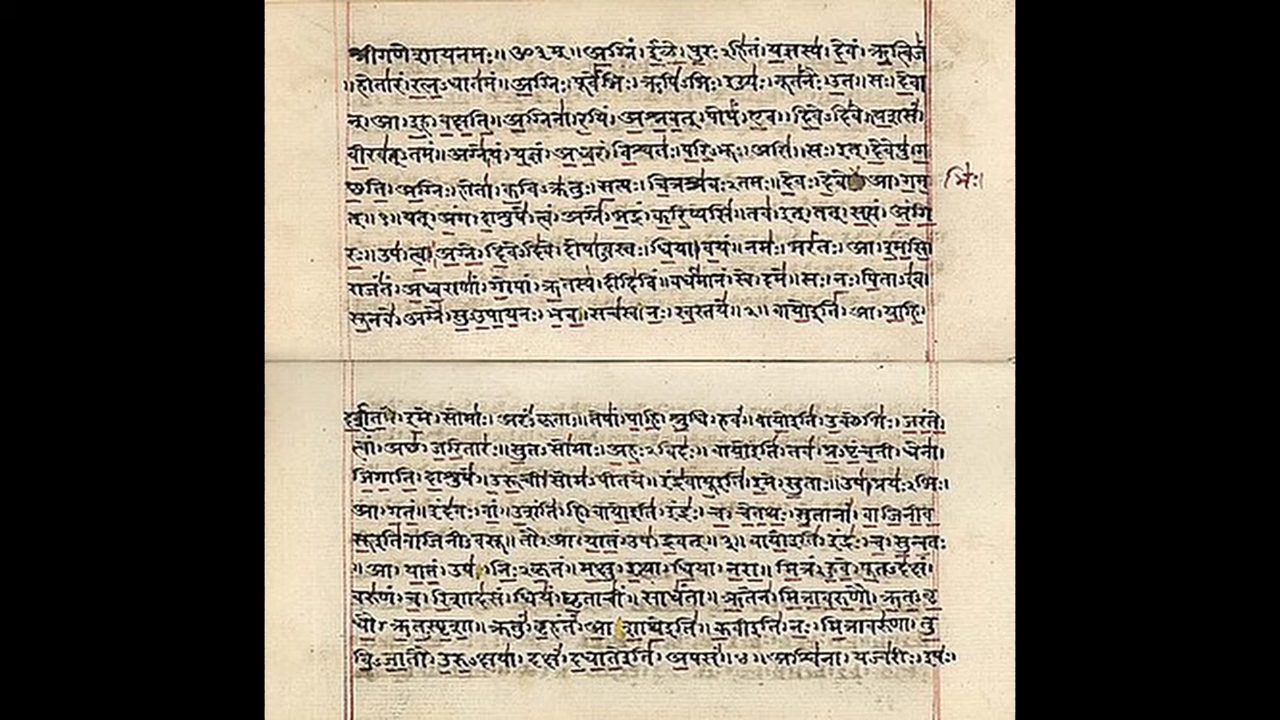 श्रीगणेशायनमः॥ॐ३म्॥अग्निं। ईळे। पुरःऽहितं। यज्ञस्य। देवं। ऋत्विजं
॥होतारं। रत्नऽधातमं॥अग्निः। पूर्वेभिः। ऋषिऽभिः। ईड्यः। नूतनैः। उत॥सः। देवा
न्। आ। इह। वक्षति॥अग्निना। रयिं। अश्नवत्। पोषं। एव। दिवेऽदिवे॥यशसं
वीरवत्ऽतमं॥अग्ने। यं। यज्ञं। अध्वरं। विश्वतः। परिऽभूः। असि॥सः। इत्। देवेषु। ग
च्छति। अग्निः। होता। कविऽक्रतुः। सत्यः। चित्रश्रवःऽतमः॥देवः। देवे आ। गम
भिः।
त्॥१॥यत्। अंग। दाशुषे। त्वं। अग्ने। भद्रं। करिष्यसि॥तव। इत्। तत्। सत्यं। अंगि
रः॥उप। त्वा। अग्ने। दिवेऽदिवे। दोषाऽवस्तः। धिया। वयं॥नमः। भरंतः। आ। इमसि
राजंतं। अध्वराणां। गोपां। ऋतस्य। दीदिविं॥वर्धमानं। स्वे। दमे॥सः। नः। पिताऽइव
सूनवे। अग्ने। सुऽउपायनः। भव॥सचस्व। नः। स्वस्तये॥२॥वायोइति। आ। याहि।
दर्शत। इमे। सोमाः। अरंऽकृताः॥तेषां। पाहि। श्रुधि। हवं॥वायोइति। उक्थेभिः। जरंते।
त्वां। अच्छ। जरितारः॥सुतऽसोमाः। अहःऽविदः॥वायोइति। तव। प्रऽपृंचती। धेना।
जिगाति। दाशुषे। उरूची। सोमऽपीतये॥इंद्रवायूइति। इमे। सुताः॥उप। प्रयःऽभिः।
आ। गतं॥इंदवः। वां। उशंति। हि॥वायोइति। इंद्रः। च। चेतथः। सुतानां। वाजिनीव
सूइतिवाजिनीऽवसू॥तौ। आ। यातं। उप। द्रवत्॥३॥वायोइति। इंद्रः। च। सुन्वतः
॥आ। यातं। उप। निःऽकृतं॥मक्षु। इत्था। धिया। नरा॥मित्रं। हुवे। पूतऽदक्षं।
वरुणं। च। रिशादसं॥धियं। घृताचीं। साधंता॥ऋतेन। मित्रावरुणौ। ऋतऽवृ
धौ। ऋतऽस्पृशा॥क्रतुं। बृहंतं। आ शाथेइति॥कवीइति। नः। मित्रावरुणा। तु
विऽजातौ। उरुऽक्षया। दक्षं। दधातेइति। अपसं॥४॥अश्विना। यज्वरीः। इषः।